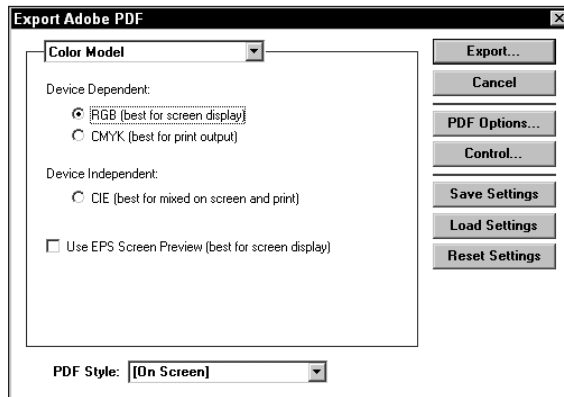 Export Adobe PDF
Color Model
Device Dependent:
RGB (best for screen display)
CMYK (best for print output)
Device Independent:
CIE (best for mixed on screen and print)
Use EPS Screen Preview (best for screen display)
PDF Style: [On Screen]
Export...
Cancel
PDF Options...
Control...
Save Settings
Load Settings
Reset Settings